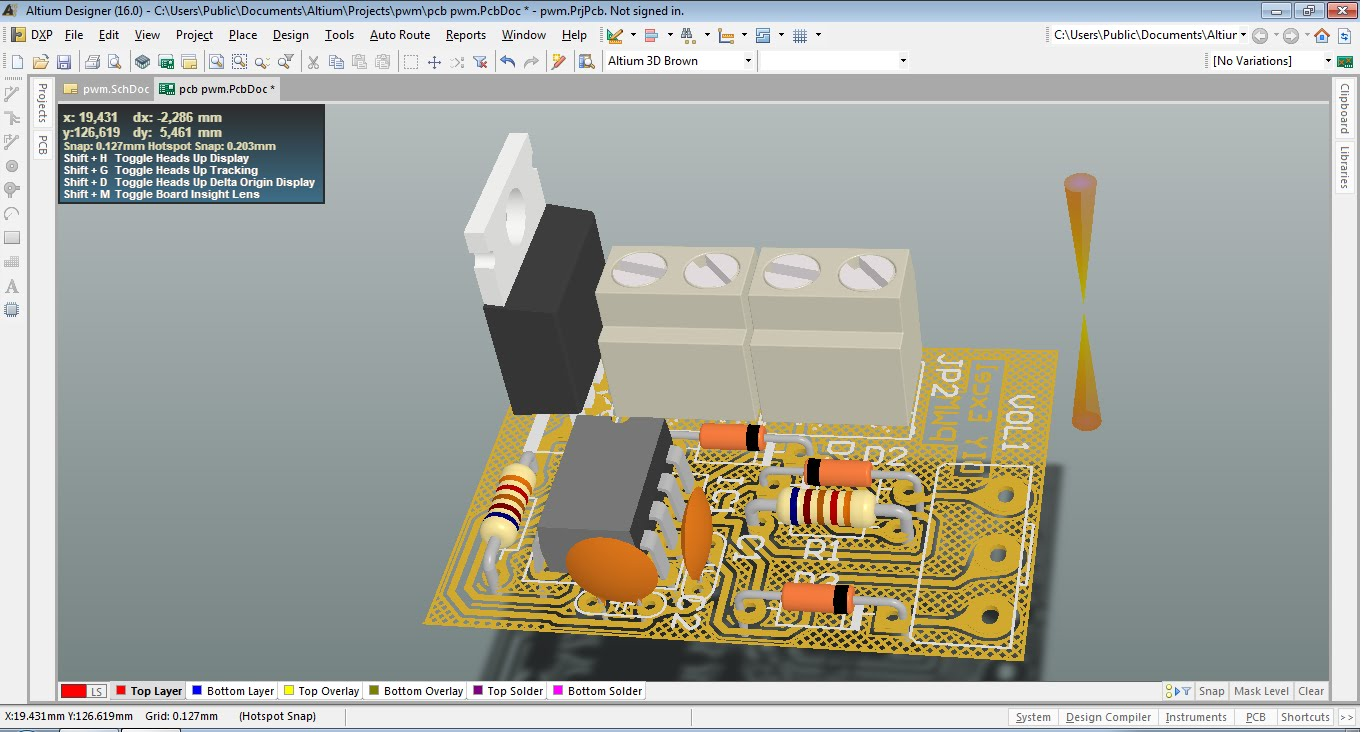 Altium Designer (16.0) - C:\Users\Public\Documents\Altium\Projects\pwm\pcb pwm.PcbDoc * - pwm.PrjPcb. Not signed in.
DXP File Edit View Project Place Design Tools Auto Route Reports Window Help C:\Users\Public\Documents\Altiur
Altium 3D Brown [No Variations]
pwm.SchDoc pcb pwm.PcbDoc *
Projects
PCB
Clipboard
Libraries
x: 19,431 dx: -2,286 mm
y:126,619 dy: 5,461 mm
Snap: 0.127mm Hotspot Snap: 0.203mm
Shift + H Toggle Heads Up Display
Shift + G Toggle Heads Up Tracking
Shift + D Toggle Heads Up Delta Origin Display
Shift + M Toggle Board Insight Lens
JP2
VOL1
D2
R1
C1
LS Top Layer Bottom Layer Top Overlay Bottom Overlay Top Solder Bottom Solder Snap Mask Level Clear
X:19.431mm Y:126.619mm Grid: 0.127mm (Hotspot Snap) System Design Compiler Instruments PCB Shortcuts >>